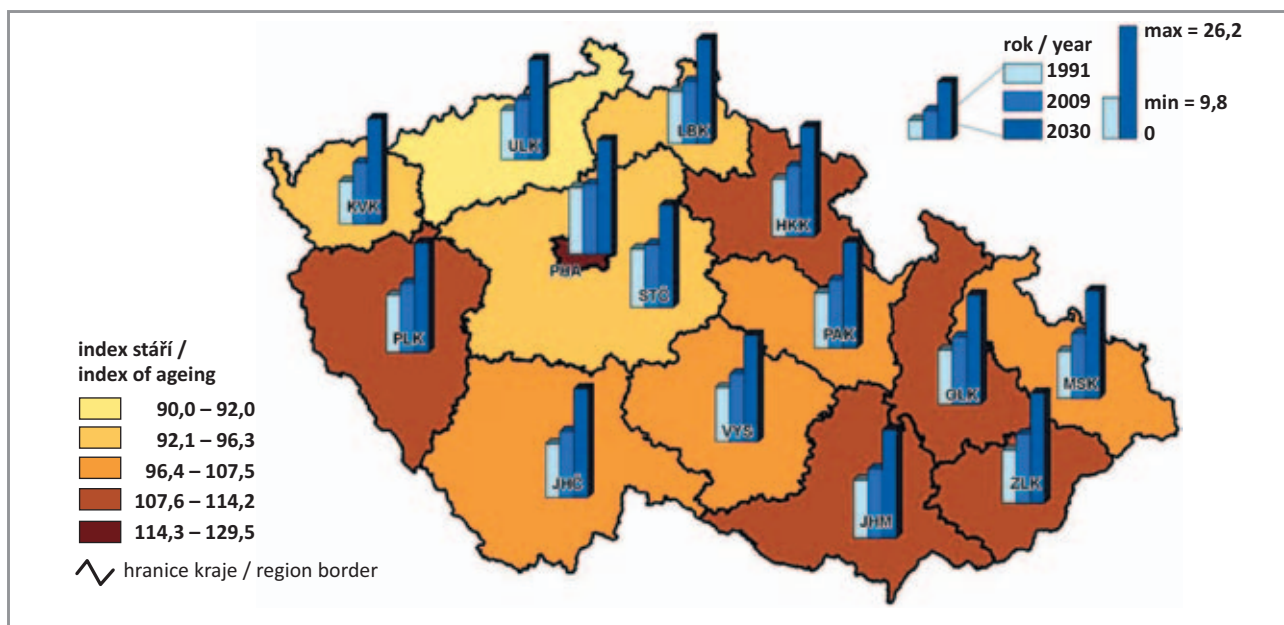 rok / year
1991
2009
2030
max = 26,2
min = 9,8
0
ULK
LBK
KVK
HKK
PHA
STČ
PLK
PAK
OLK
MSK
VYS
JHČ
JHM
ZLK
index stáří /
index of ageing
90,0 – 92,0
92,1 – 96,3
96,4 – 107,5
107,6 – 114,2
114,3 – 129,5
hranice kraje / region border